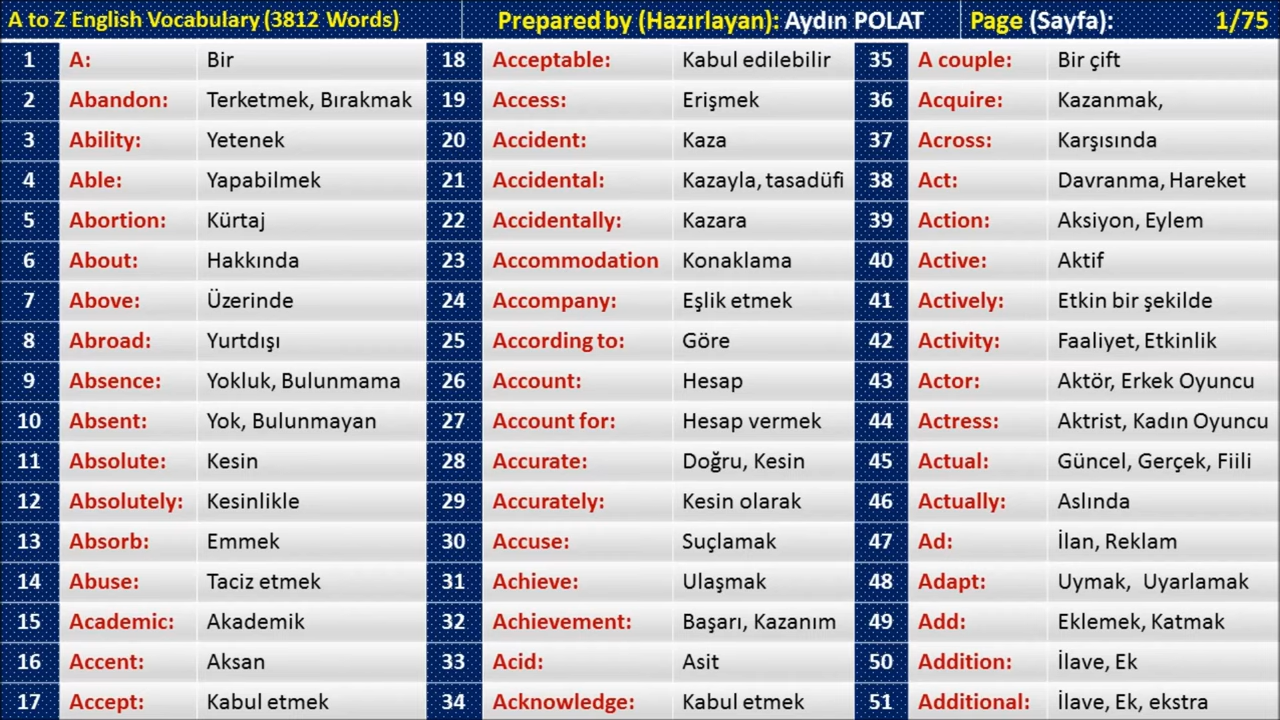 A to Z English Vocabulary (3812 Words) Prepared by (Hazırlayan): Aydın POLAT Page (Sayfa): 1/75
1 A: Bir
2 Abandon: Terketmek, Bırakmak
3 Ability: Yetenek
4 Able: Yapabilmek
5 Abortion: Kürtaj
6 About: Hakkında
7 Above: Üzerinde
8 Abroad: Yurtdışı
9 Absence: Yokluk, Bulunmama
10 Absent: Yok, Bulunmayan
11 Absolute: Kesin
12 Absolutely: Kesinlikle
13 Absorb: Emmek
14 Abuse: Taciz etmek
15 Academic: Akademik
16 Accent: Aksan
17 Accept: Kabul etmek
18 Acceptable: Kabul edilebilir
19 Access: Erişmek
20 Accident: Kaza
21 Accidental: Kazayla, tasadüfi
22 Accidentally: Kazara
23 Accommodation Konaklama
24 Accompany: Eşlik etmek
25 According to: Göre
26 Account: Hesap
27 Account for: Hesap vermek
28 Accurate: Doğru, Kesin
29 Accurately: Kesin olarak
30 Accuse: Suçlamak
31 Achieve: Ulaşmak
32 Achievement: Başarı, Kazanım
33 Acid: Asit
34 Acknowledge: Kabul etmek
35 A couple: Bir çift
36 Acquire: Kazanmak,
37 Across: Karşısında
38 Act: Davranma, Hareket
39 Action: Aksiyon, Eylem
40 Active: Aktif
41 Actively: Etkin bir şekilde
42 Activity: Faaliyet, Etkinlik
43 Actor: Aktör, Erkek Oyuncu
44 Actress: Aktrist, Kadın Oyuncu
45 Actual: Güncel, Gerçek, Fiili
46 Actually: Aslında
47 Ad: İlan, Reklam
48 Adapt: Uymak, Uyarlamak
49 Add: Eklemek, Katmak
50 Addition: İlave, Ek
51 Additional: İlave, Ek, ekstra